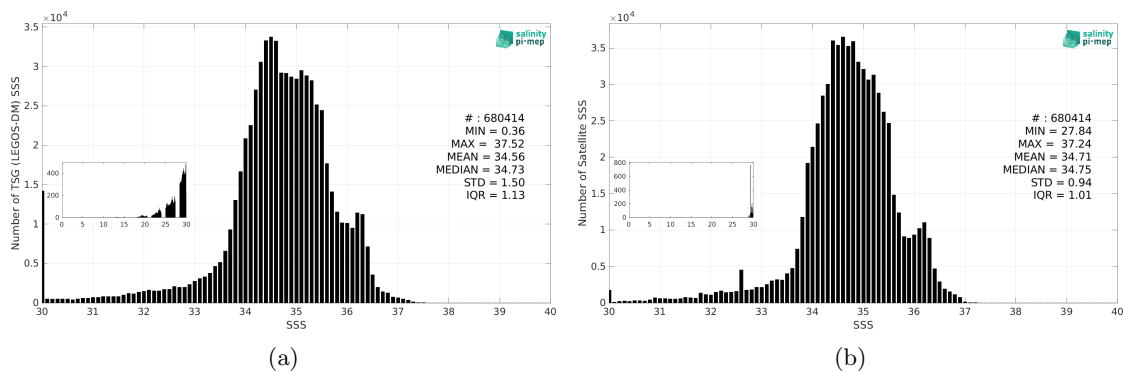 ×10⁴
3.5
3
2.5
2
1.5
1
0.5
0
Number of TSG (LEGOS-DM) SSS
salinity
pi-mep
# : 680414
MIN = 0.36
MAX = 37.52
MEAN = 34.56
MEDIAN = 34.73
STD = 1.50
IQR = 1.13
400
200
0
0 5 10 15 20 25 30
30 31 32 33 34 35 36 37 38 39 40
SSS
(a)
×10⁴
3.5
3
2.5
2
1.5
1
0.5
0
Number of Satellite SSS
salinity
pi-mep
# : 680414
MIN = 27.84
MAX = 37.24
MEAN = 34.71
MEDIAN = 34.75
STD = 0.94
IQR = 1.01
800
600
400
200
0
0 5 10 15 20 25 30
30 31 32 33 34 35 36 37 38 39 40
SSS
(b)